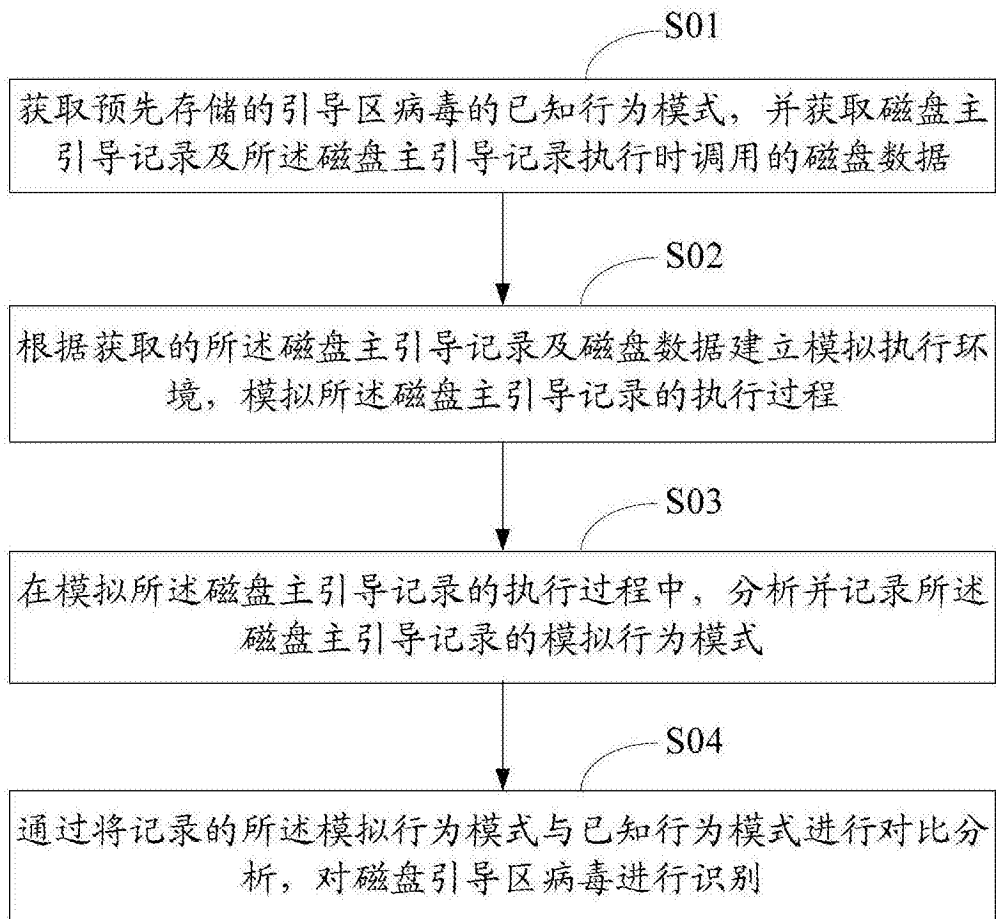 S01
获取预先存储的引导区病毒的已知行为模式，并获取磁盘主
引导记录及所述磁盘主引导记录执行时调用的磁盘数据
S02
根据获取的所述磁盘主引导记录及磁盘数据建立模拟执行环
境，模拟所述磁盘主引导记录的执行过程
S03
在模拟所述磁盘主引导记录的执行过程中，分析并记录所述
磁盘主引导记录的模拟行为模式
S04
通过将记录的所述模拟行为模式与已知行为模式进行对比分
析，对磁盘引导区病毒进行识别